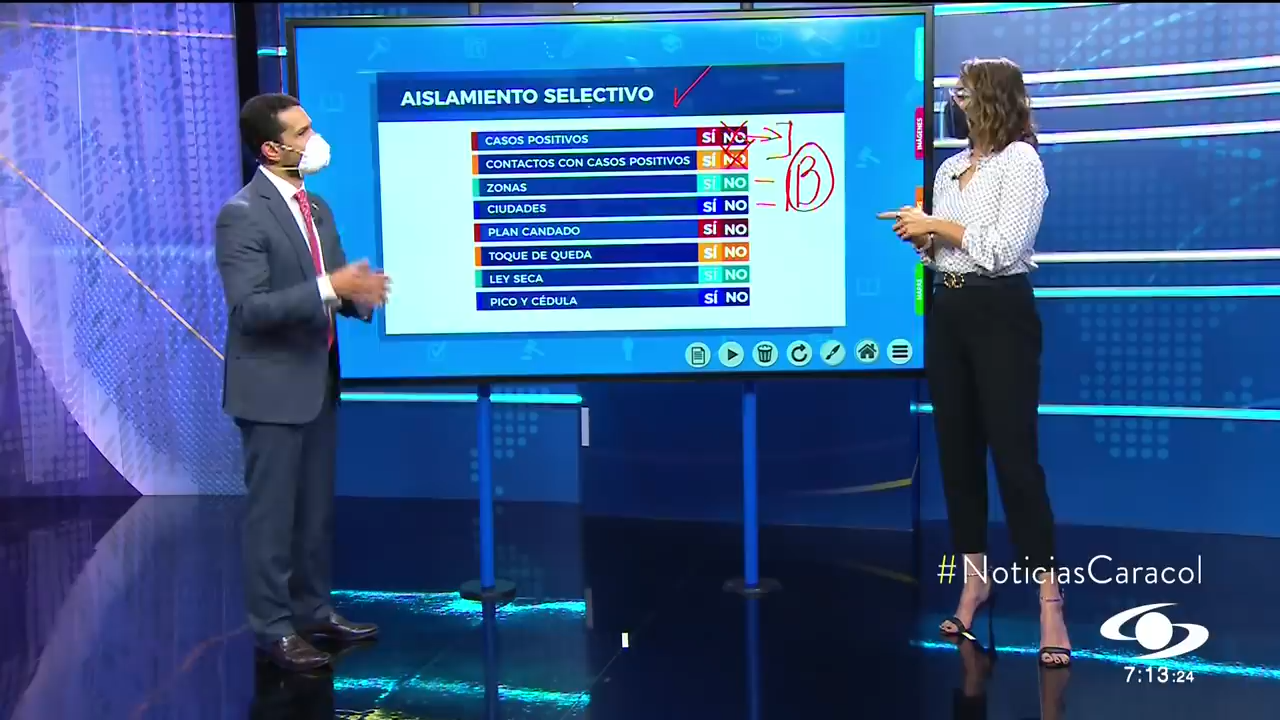 AISLAMIENTO SELECTIVO
CASOS POSITIVOS SÍ NO
CONTACTOS CON CASOS POSITIVOS SÍ NO
B
ZONAS SÍ NO
CIUDADES SÍ NO
PLAN CANDADO SÍ NO
TOQUE DE QUEDA SÍ NO
LEY SECA SÍ NO
PICO Y CÉDULA SÍ NO
IMÁGENES
MAPAS
#NoticiasCaracol
7:13:24